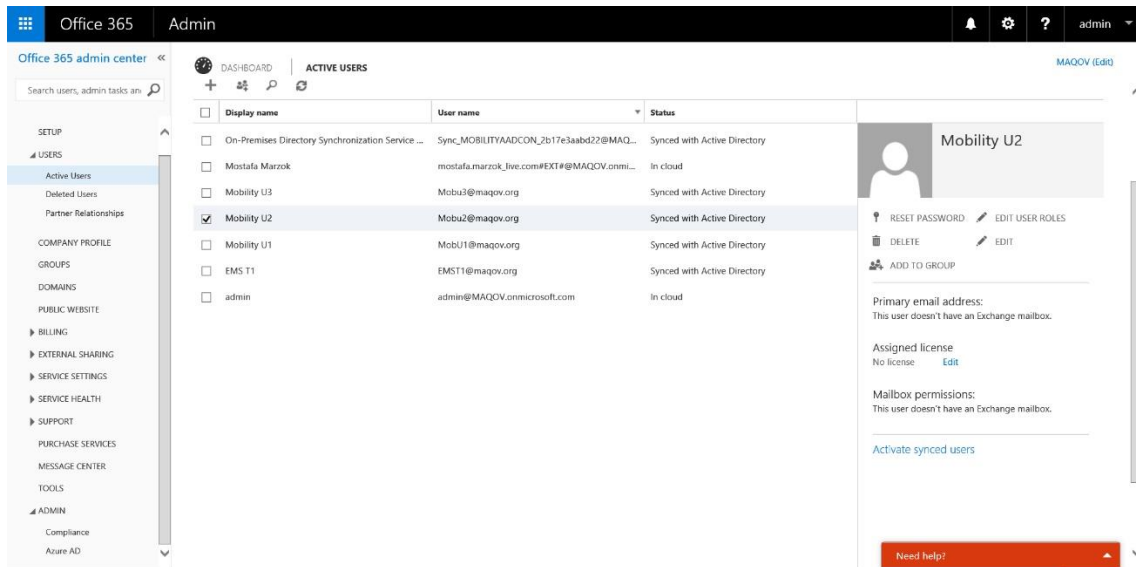 Office 365 Admin ? admin
Office 365 admin center «
Search users, admin tasks an
SETUP
USERS
Active Users
Deleted Users
Partner Relationships
COMPANY PROFILE
GROUPS
DOMAINS
PUBLIC WEBSITE
BILLING
EXTERNAL SHARING
SERVICE SETTINGS
SERVICE HEALTH
SUPPORT
PURCHASE SERVICES
MESSAGE CENTER
TOOLS
ADMIN
Compliance
Azure AD
DASHBOARD ACTIVE USERS
MAQOV (Edit)
Display name User name Status
On-Premises Directory Synchronization Service ... Sync_MOBILITYAADCON_2b17e3aabd22@MAQ... Synced with Active Directory
Mostafa Marzok mostafa.marzok_live.com#EXT#@MAQOV.onmi... In cloud
Mobility U3 Mobu3@maqov.org Synced with Active Directory
Mobility U2 Mobu2@maqov.org Synced with Active Directory
Mobility U1 MobU1@maqov.org Synced with Active Directory
EMS T1 EMST1@maqov.org Synced with Active Directory
admin admin@MAQOV.onmicrosoft.com In cloud
Mobility U2
RESET PASSWORD EDIT USER ROLES
DELETE EDIT
ADD TO GROUP
Primary email address:
This user doesn't have an Exchange mailbox.
Assigned license
No license Edit
Mailbox permissions:
This user doesn't have an Exchange mailbox.
Activate synced users
Need help?